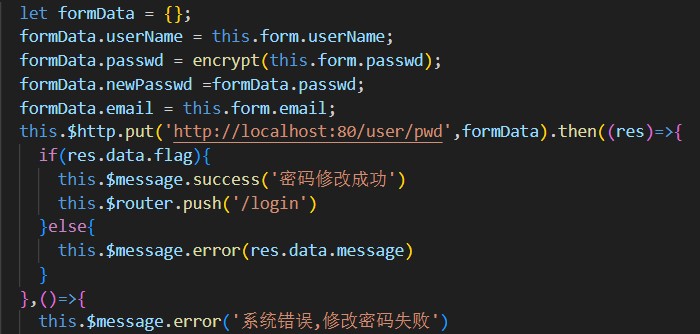 let formData = {};
formData.userName = this.form.userName;
formData.passwd = encrypt(this.form.passwd);
formData.newPasswd =formData.passwd;
formData.email = this.form.email;
this.$http.put('http://localhost:80/user/pwd',formData).then((res)=>{
  if(res.data.flag){
    this.$message.success('密码修改成功')
    this.$router.push('/login')
  }else{
    this.$message.error(res.data.message)
  }
},()=>{
  this.$message.error('系统错误,修改密码失败')